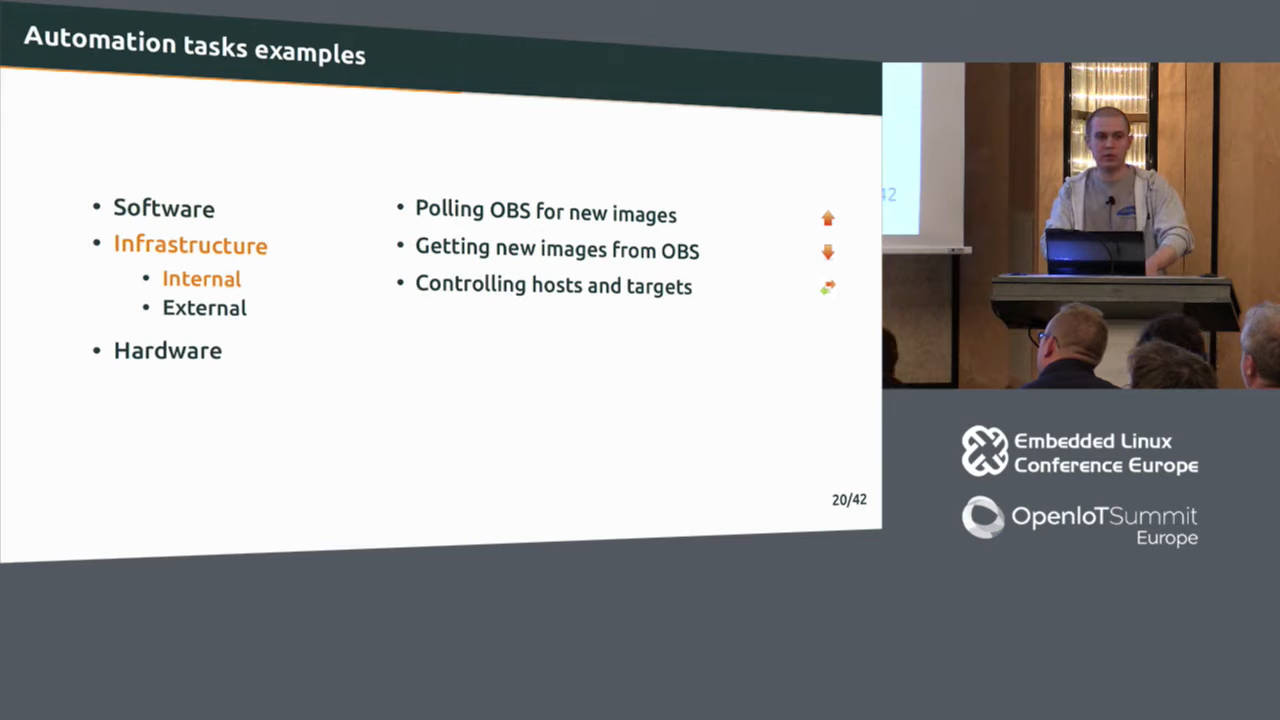 Automation tasks examples
• Software
• Infrastructure
• Internal
• External
• Hardware
• Polling OBS for new images
• Getting new images from OBS
• Controlling hosts and targets
20/42
42
Embedded Linux
Conference Europe
OpenIoTSummit
Europe